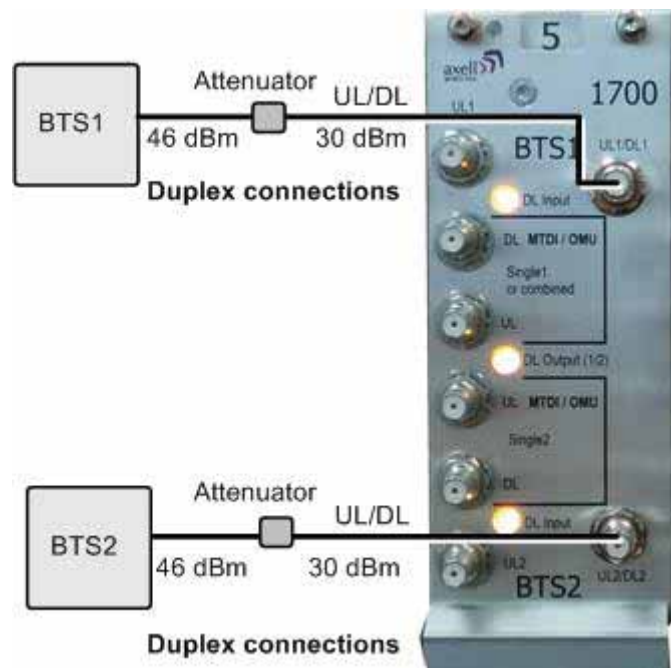 5
axell
1700
UL1
UL1/DL1
BTS1
DL Input
DL MTDI / OMU
Single1
or combined
UL
DL Output (1/2)
UL MTDI / OMU
Single2
DL
DL Input
UL2
UL2/DL2
BTS2
BTS1
Attenuator
UL/DL
46 dBm
30 dBm
Duplex connections
BTS2
Attenuator
UL/DL
46 dBm
30 dBm
Duplex connections